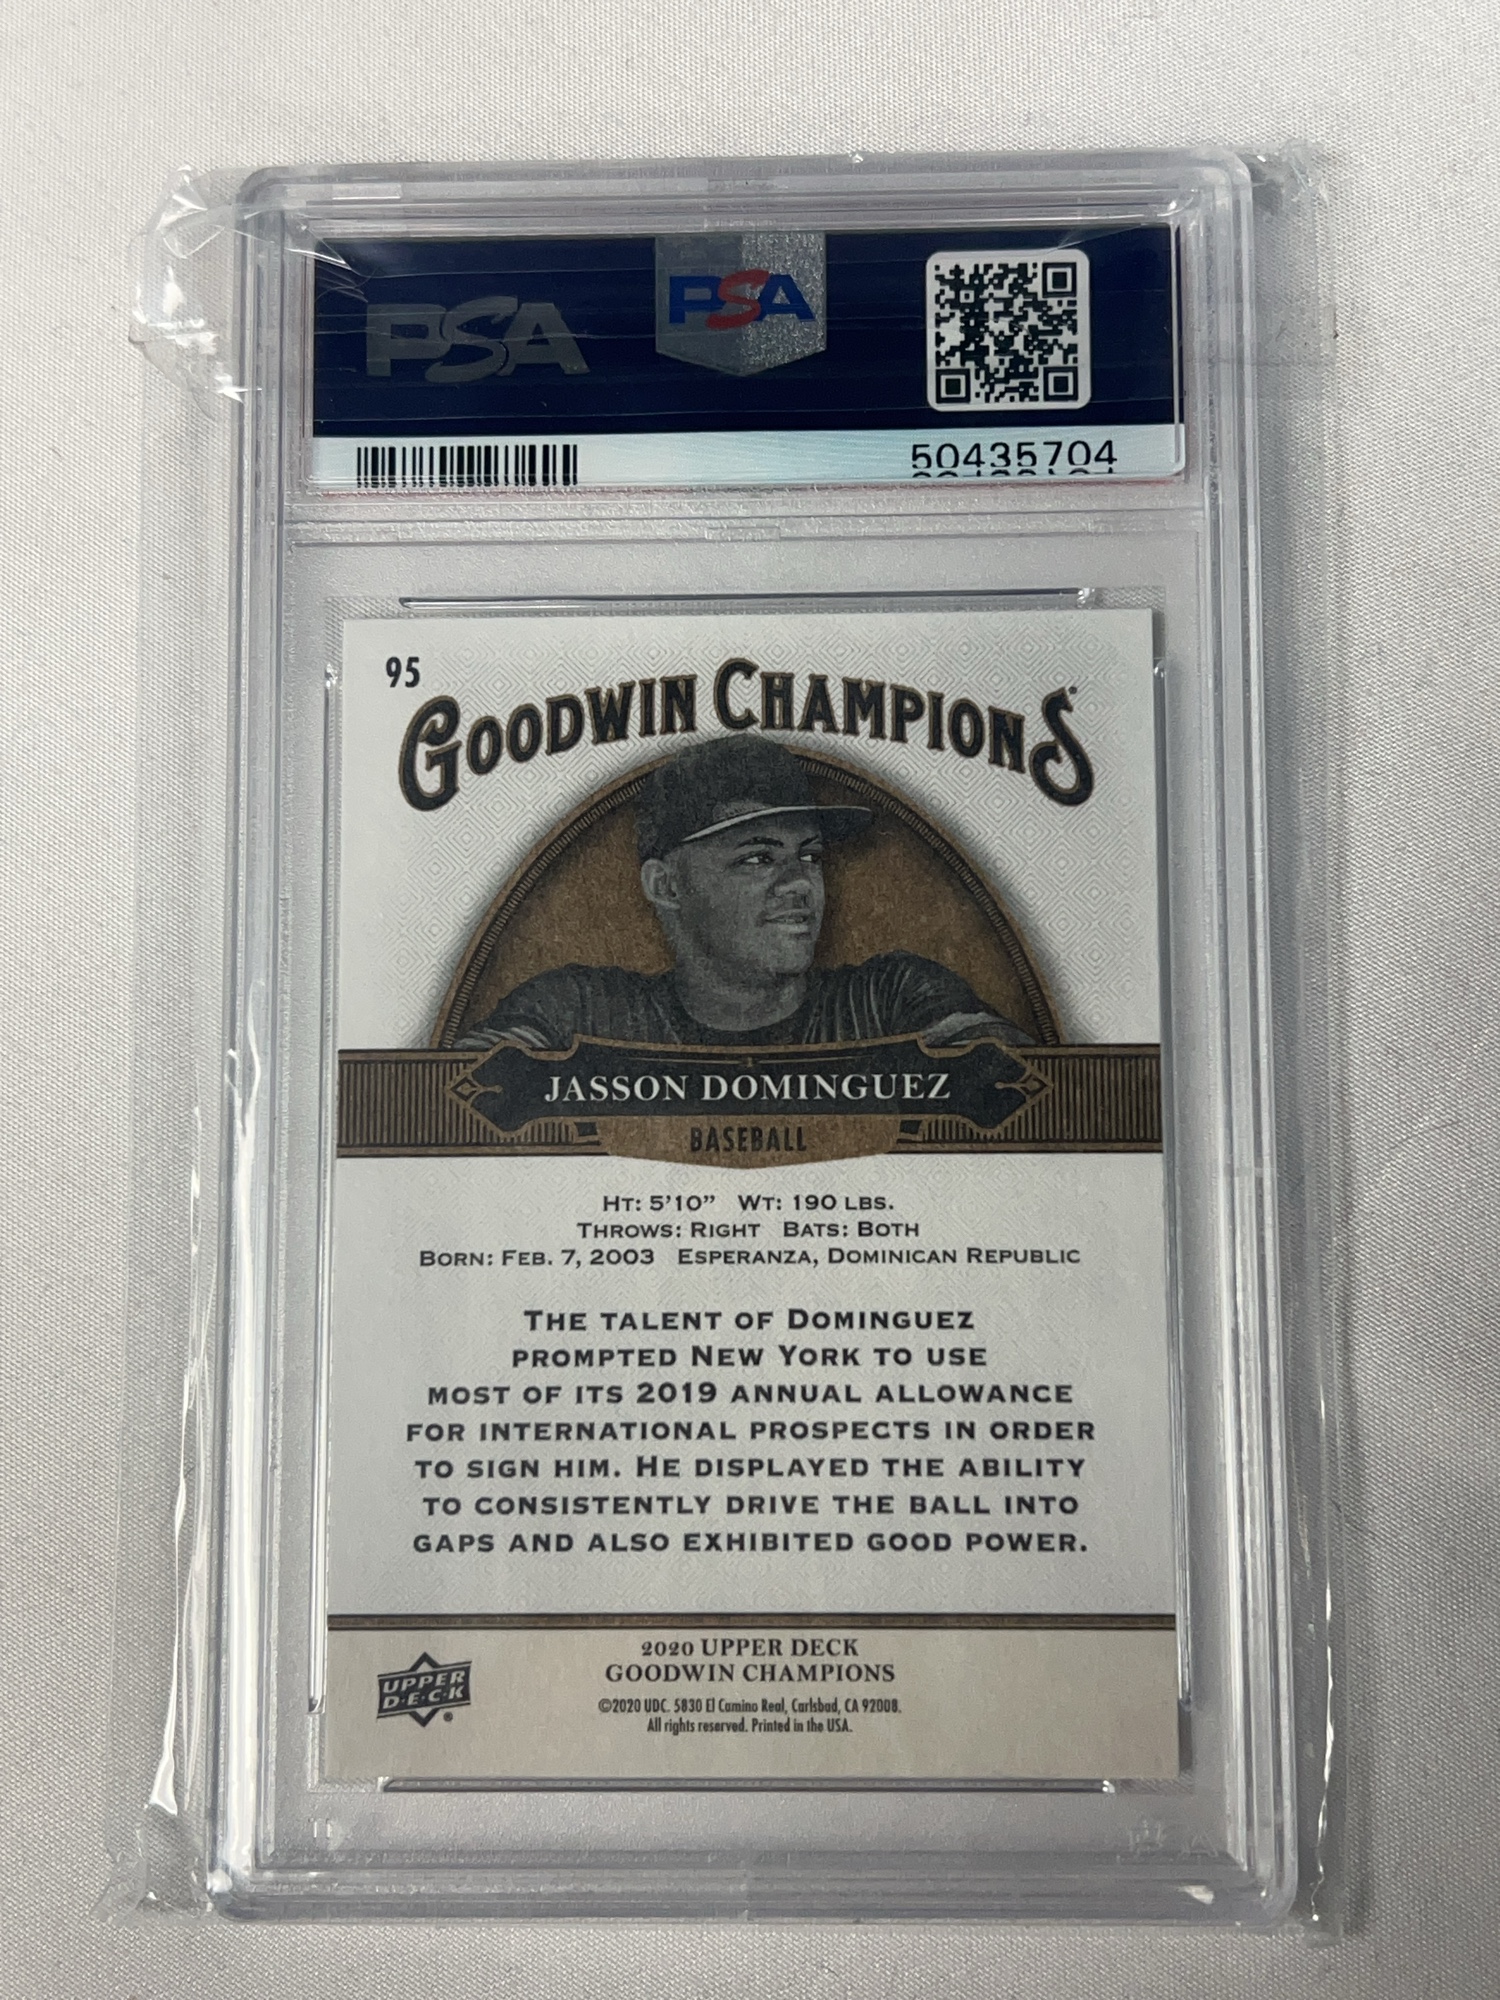 PSA PSA
50435704
95
GOODWIN CHAMPIONS
JASSON DOMINGUEZ
BASEBALL
HT: 5'10" WT: 190 LBS.
THROWS: RIGHT BATS: BOTH
BORN: FEB. 7, 2003 ESPERANZA, DOMINICAN REPUBLIC
THE TALENT OF DOMINGUEZ
PROMPTED NEW YORK TO USE
MOST OF ITS 2019 ANNUAL ALLOWANCE
FOR INTERNATIONAL PROSPECTS IN ORDER
TO SIGN HIM. HE DISPLAYED THE ABILITY
TO CONSISTENTLY DRIVE THE BALL INTO
GAPS AND ALSO EXHIBITED GOOD POWER.
UPPER
D·E·C·K®
2020 UPPER DECK
GOODWIN CHAMPIONS
©2020 UDC. 5830 El Camino Real, Carlsbad, CA 92008.
All rights reserved. Printed in the USA.